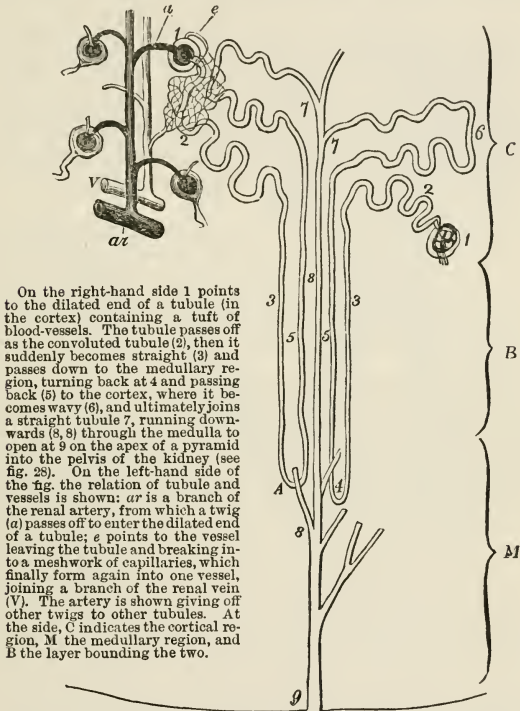 a
e
1
2
7
7
6
C
2
1
V
ar
8
3
3
5
5
B
A
4
8
M
9
On the right-hand side 1 points
to the dilated end of a tubule (in
the cortex) containing a tuft of
blood-vessels. The tubule passes off
as the convoluted tubule (2), then it
suddenly becomes straight (3) and
passes down to the medullary re-
gion, turning back at 4 and passing
back (5) to the cortex, where it be-
comes wavy (6), and ultimately joins
a straight tubule 7, running down-
wards (8, 8) through the medulla to
open at 9 on the apex of a pyramid
into the pelvis of the kidney (see
fig. 28). On the left-hand side of
the fig. the relation of tubule and
vessels is shown: ar is a branch of
the renal artery, from which a twig
(a) passes off to enter the dilated end
of a tubule; e points to the vessel
leaving the tubule and breaking in-
to a meshwork of capillaries, which
finally form again into one vessel,
joining a branch of the renal vein
(V). The artery is shown giving off
other twigs to other tubules. At
the side, C indicates the cortical re-
gion, M the medullary region, and
B the layer bounding the two.